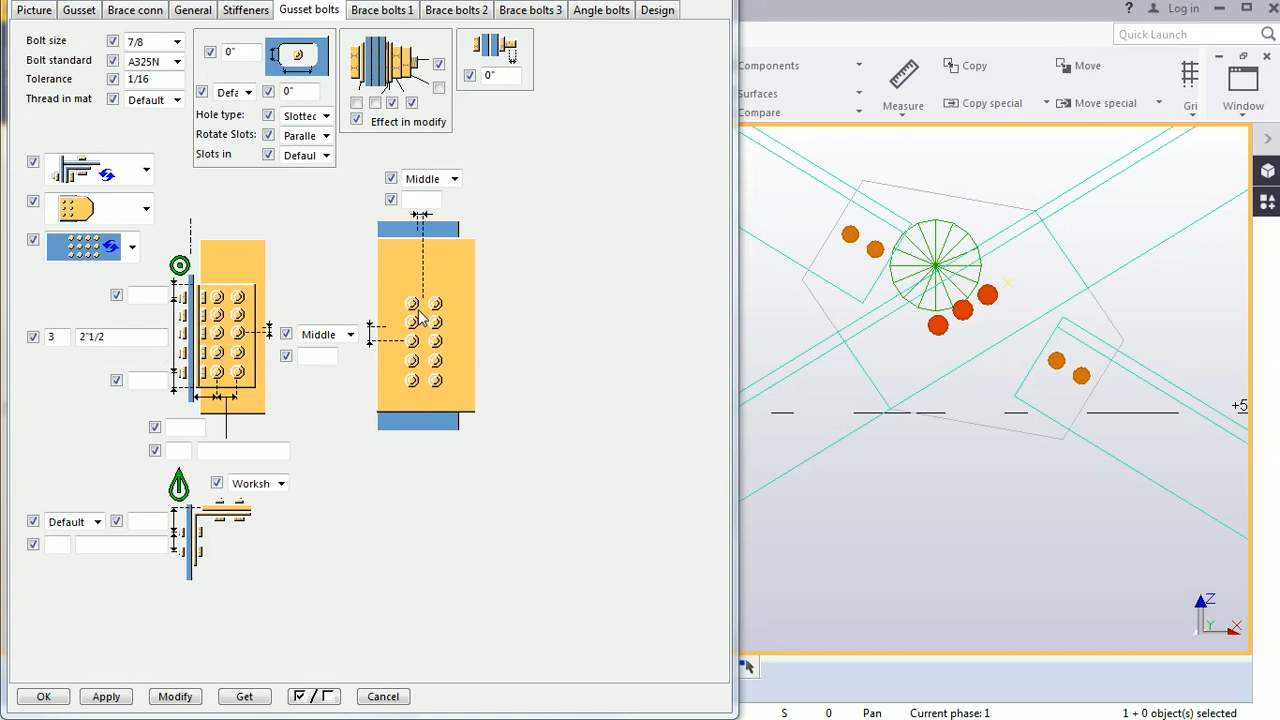 Picture Gusset Brace conn General Stiffeners Gusset bolts Brace bolts 1 Brace bolts 2 Brace bolts 3 Angle bolts Design
? Log in
Quick Launch
Bolt size 7/8
Bolt standard A325N
Tolerance 1/16
Thread in mat Default
0"
Defa 0"
Hole type: Slottec
Rotate Slots: Paralle
Slots in Defaul
Effect in modify
0"
Components
Surfaces
Compare
Measure
Copy
Copy special
Move
Move special
Gri
Window
Middle
3 2"1/2
Middle
Worksh
Default
+5
Z
Y X
OK Apply Modify Get / Cancel
S 0 Pan Current phase: 1 1 + 0 object(s) selected